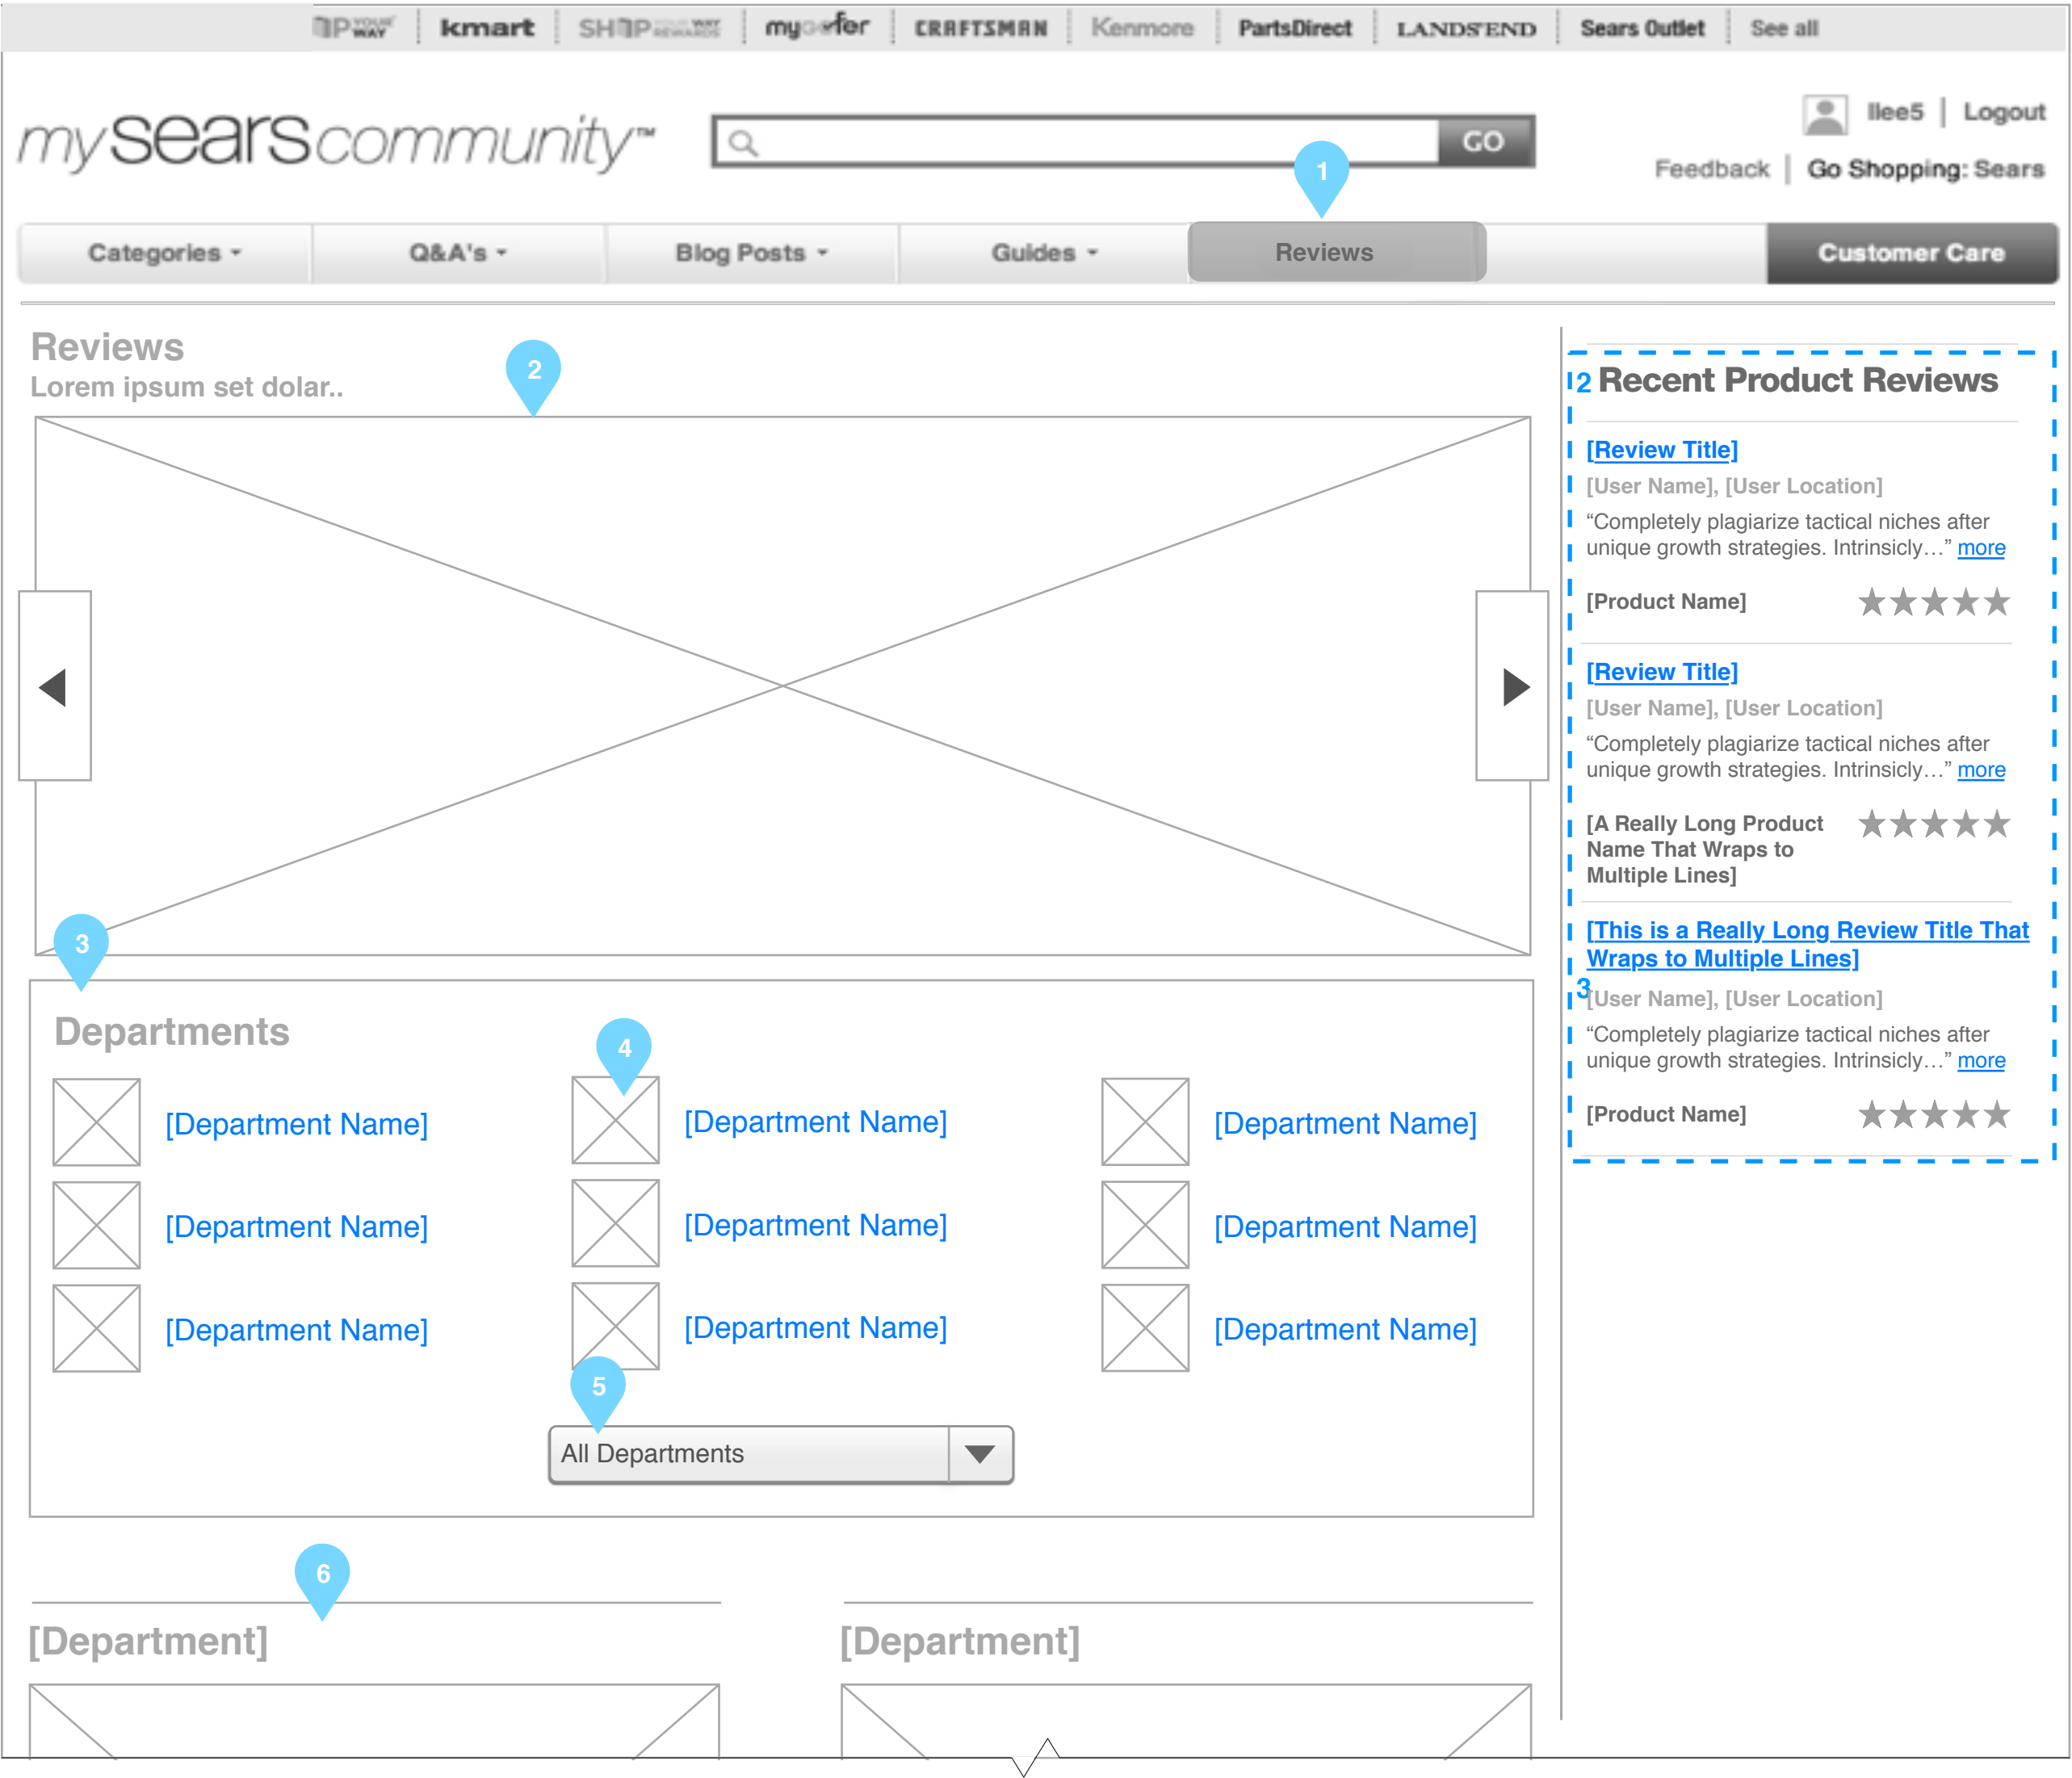 YOUR WAY kmart SHOP YOUR WAY REWARDS mygofer CRAFTSMAN Kenmore PartsDirect LANDS'END Sears Outlet See all
mysearscommunity™
GO
llee5 | Logout
Feedback | Go Shopping: Sears
1
Categories Q&A's Blog Posts Guides Reviews Customer Care
Reviews
Lorem ipsum set dolar..
2
3
Departments
4
[Department Name] [Department Name] [Department Name]
[Department Name] [Department Name] [Department Name]
[Department Name] [Department Name] [Department Name]
5
All Departments
6
[Department] [Department]
2 Recent Product Reviews
[Review Title]
[User Name], [User Location]
“Completely plagiarize tactical niches after
unique growth strategies. Intrinsicly…” more
[Product Name]
[Review Title]
[User Name], [User Location]
“Completely plagiarize tactical niches after
unique growth strategies. Intrinsicly…” more
[A Really Long Product
Name That Wraps to
Multiple Lines]
[This is a Really Long Review Title That
Wraps to Multiple Lines]
3
[User Name], [User Location]
“Completely plagiarize tactical niches after
unique growth strategies. Intrinsicly…” more
[Product Name]